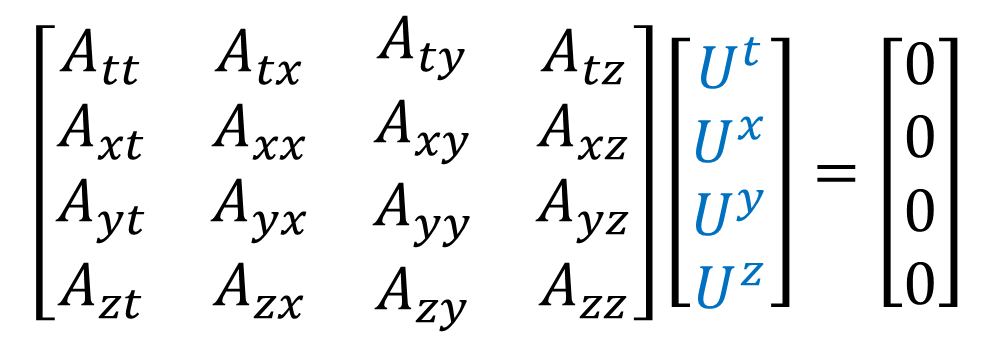 [A_tt A_tx A_ty A_tz] [U^t] = [0]
[A_xt A_xx A_xy A_xz] [U^x] = [0]
[A_yt A_yx A_yy A_yz] [U^y] = [0]
[A_zt A_zx A_zy A_zz] [U^z] = [0]